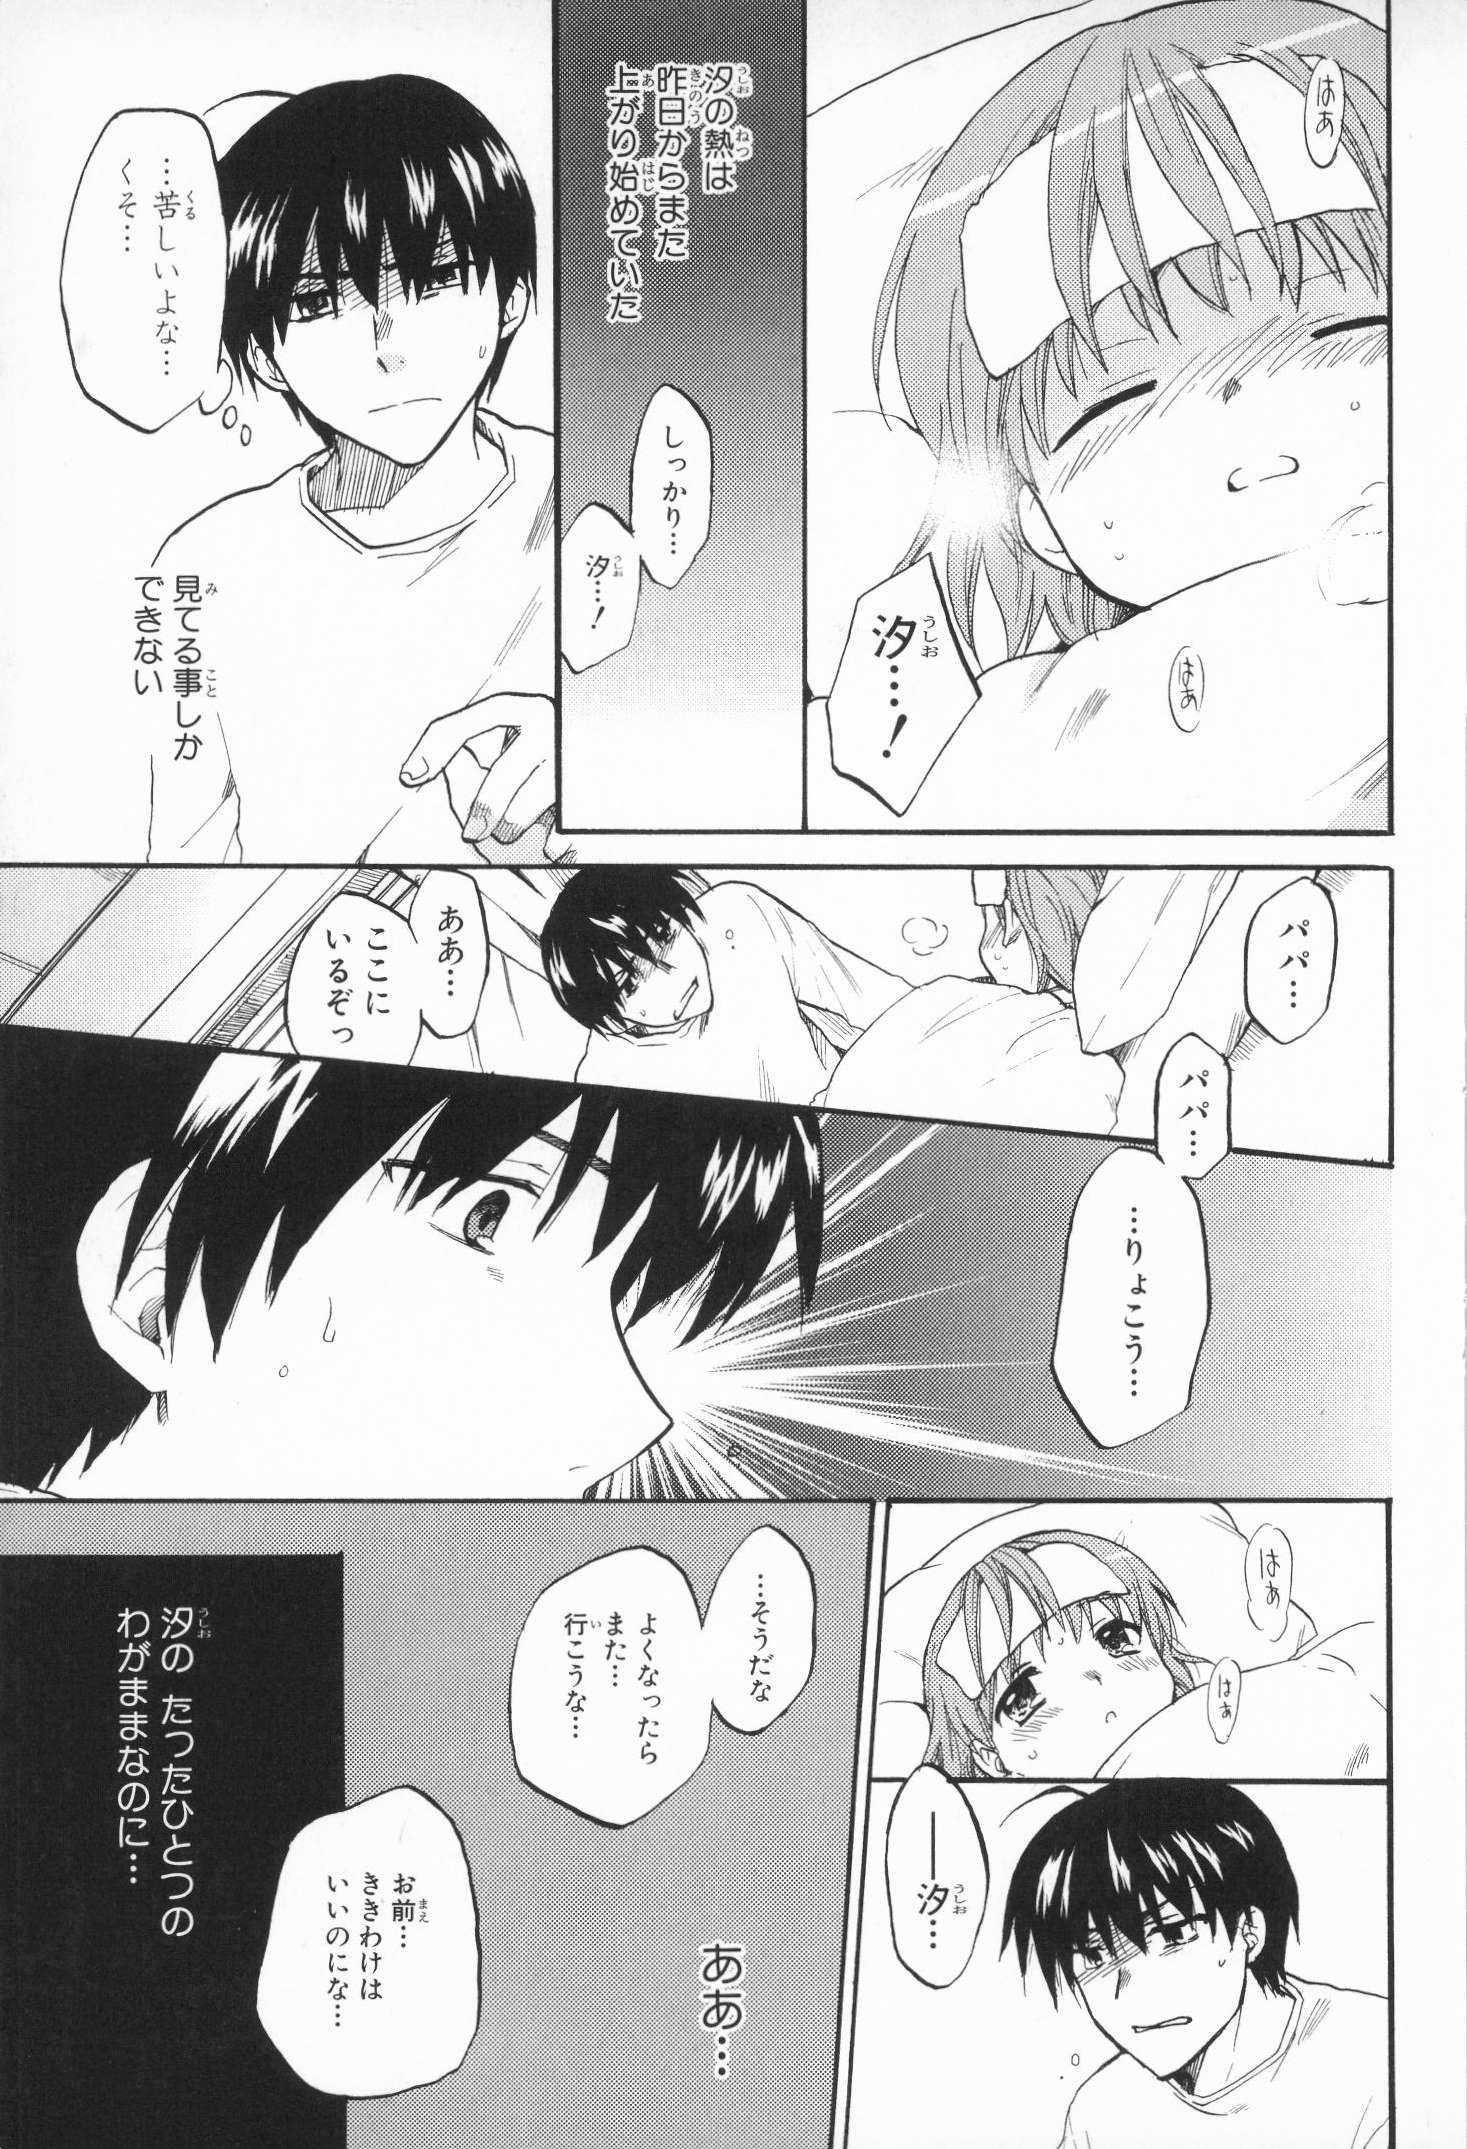 はぁ
はぁ
汐…！
汐の熱は
昨日からまた
上がり始めていた
しっかり…
汐…！
…苦しいよな…
くそ…
見てる事しか
できない
パパ…
パパ…
ああ…
ここに
いるぞっ
…りょこう…
はぁ
はぁ
――汐…
…そうだな
よくなったら
また…
行こうな…
ああ…
お前…
ききわけは
いいのにな…
汐の たったひとつの
わがままなのに…